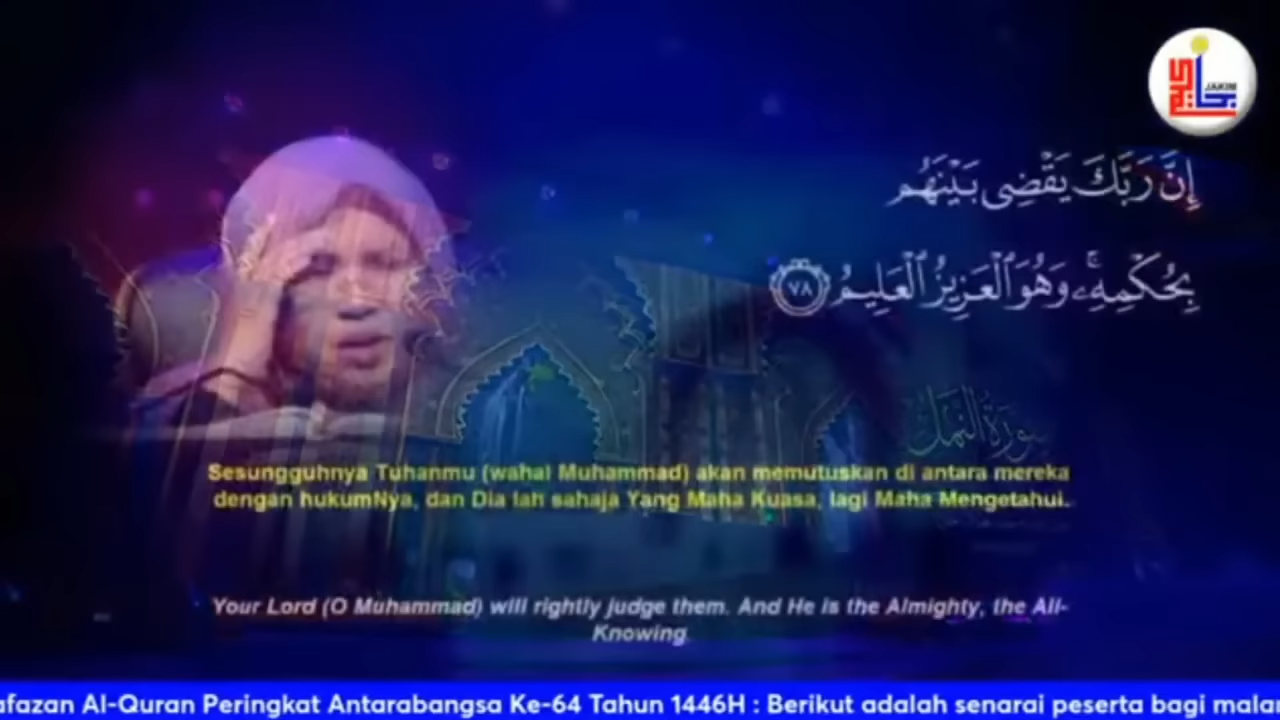 JAKIM
إِنَّ رَبَّكَ يَقْضِى بَيْنَهُم
بِحُكْمِهِۦ ۚ وَهُوَ ٱلْعَزِيزُ ٱلْعَلِيمُ ٧٨
سورة النمل
Sesungguhnya Tuhanmu (wahai Muhammad) akan memutuskan di antara mereka
dengan hukumNya, dan Dia lah sahaja Yang Maha Kuasa, lagi Maha Mengetahui.
Your Lord (O Muhammad) will rightly judge them. And He is the Almighty, the All-
Knowing.
afazan Al-Quran Peringkat Antarabangsa Ke-64 Tahun 1446H : Berikut adalah senarai peserta bagi mala